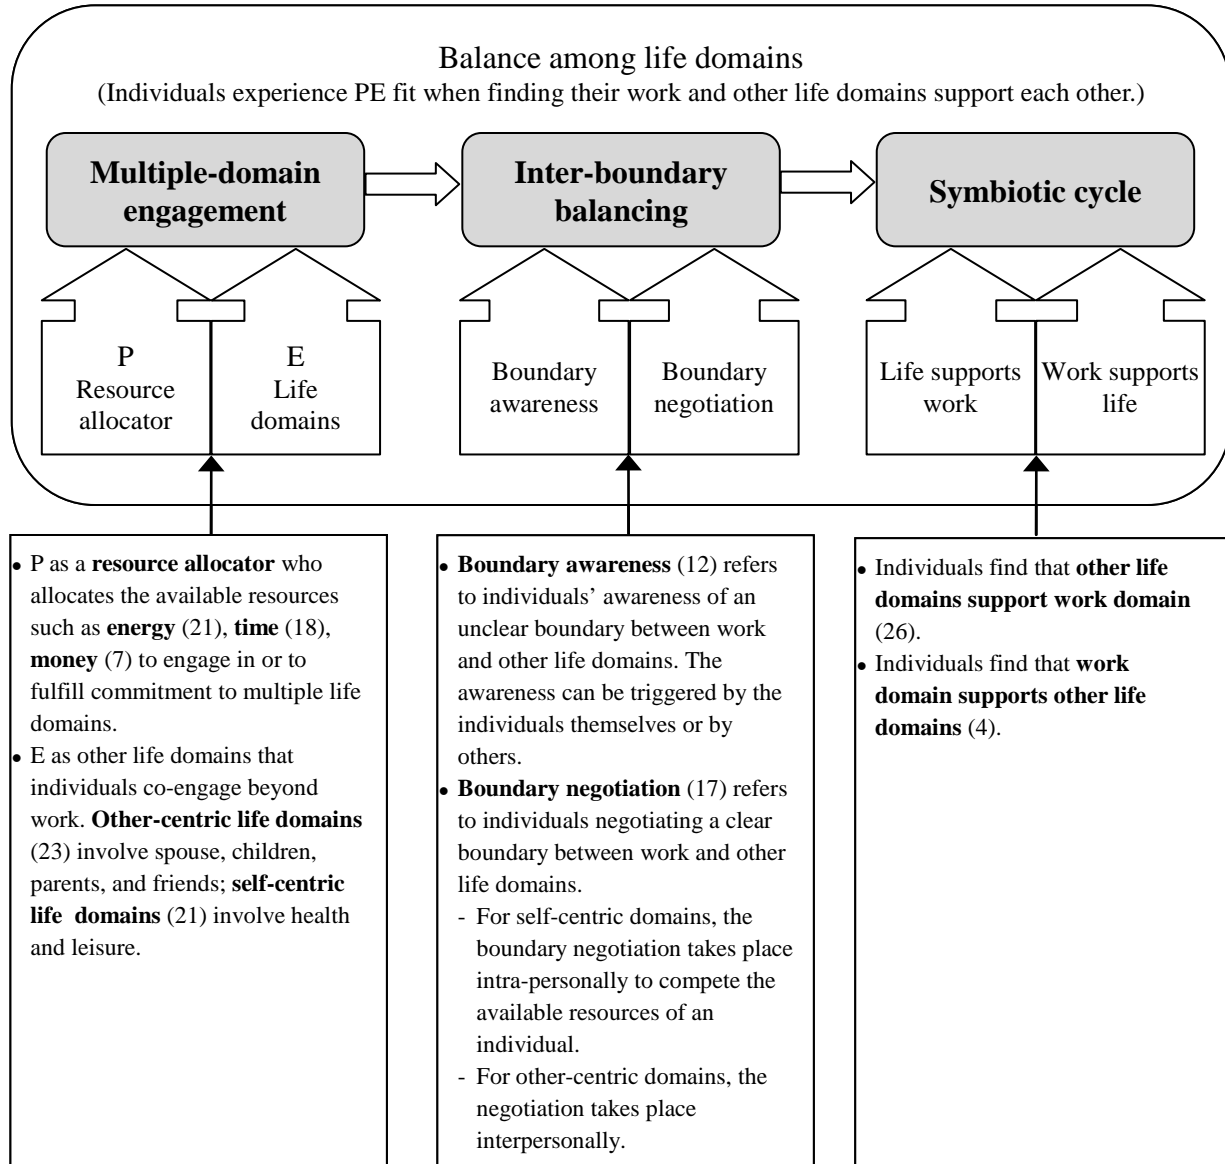 Balance among life domains
(Individuals experience PE fit when finding their work and other life domains support each other.)
Multiple-domain
engagement
Inter-boundary
balancing
Symbiotic cycle
P
Resource
allocator
E
Life
domains
Boundary
awareness
Boundary
negotiation
Life supports
work
Work supports
life
• P as a resource allocator who
allocates the available resources
such as energy (21), time (18),
money (7) to engage in or to
fulfill commitment to multiple life
domains.
• E as other life domains that
individuals co-engage beyond
work. Other-centric life domains
(23) involve spouse, children,
parents, and friends; self-centric
life domains (21) involve health
and leisure.
• Boundary awareness (12) refers
to individuals’ awareness of an
unclear boundary between work
and other life domains. The
awareness can be triggered by the
individuals themselves or by
others.
• Boundary negotiation (17) refers
to individuals negotiating a clear
boundary between work and other
life domains.
- For self-centric domains, the
boundary negotiation takes place
intra-personally to compete the
available resources of an
individual.
- For other-centric domains, the
negotiation takes place
interpersonally.
• Individuals find that other life
domains support work domain
(26).
• Individuals find that work
domain supports other life
domains (4).